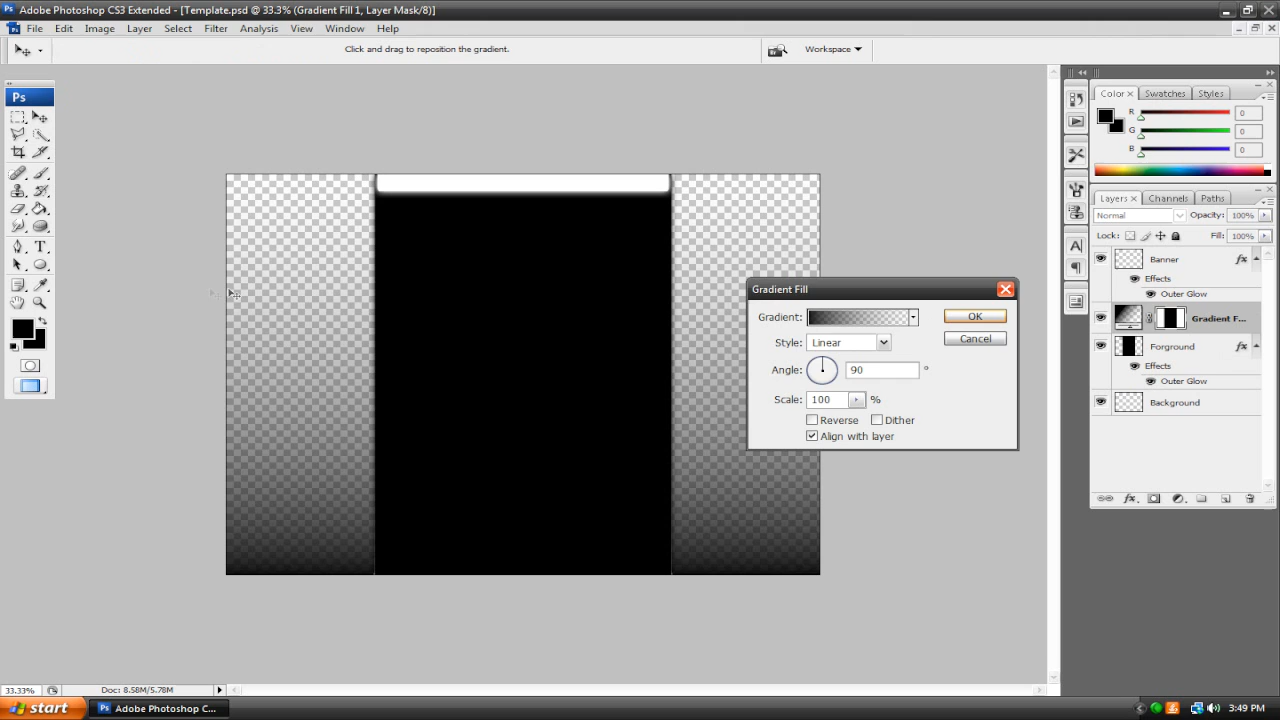 Adobe Photoshop CS3 Extended - [Template.psd @ 33.3% (Gradient Fill 1, Layer Mask/8)]
File Edit Image Layer Select Filter Analysis View Window Help
Click and drag to reposition the gradient.
Workspace
Ps
Color Swatches Styles
R 0
G 0
B 0
Layers Channels Paths
Normal Opacity: 100%
Lock: Fill: 100%
Banner fx
Effects
Outer Glow
Gradient F...
Forground fx
Effects
Outer Glow
Background
Gradient Fill
Gradient: OK
Style: Linear Cancel
Angle: 90 °
Scale: 100 %
Reverse Dither
Align with layer
33.33% Doc: 8.58M/5.78M
start Ps Adobe Photoshop C... 3:49 PM